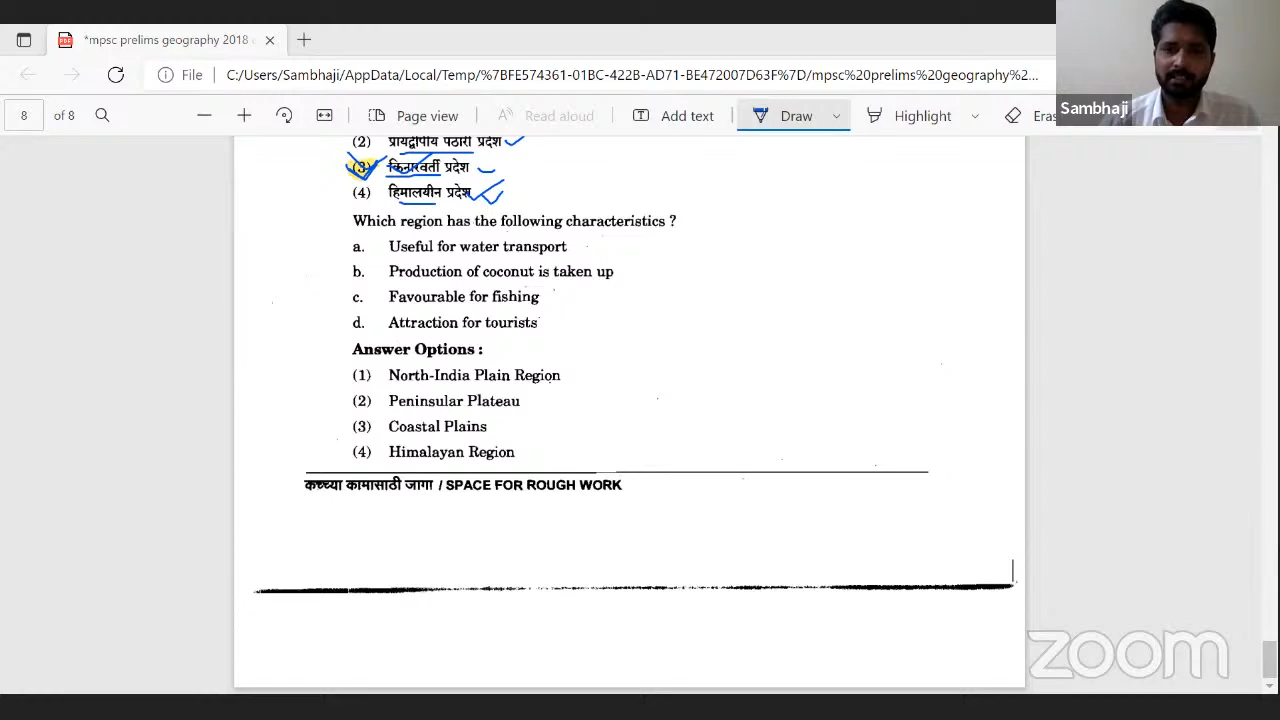 *mpsc prelims geography 2018
File
C:/Users/Sambhaji/AppData/Local/Temp/%7BFE574361-01BC-422B-AD71-BE472007D63F%7D/mpsc%20prelims%20geography%2...
8 of 8
Page view
Read aloud
Add text
Draw
Highlight
Eras
Sambhaji
(2) प्रायद्वीपीय पठारी प्रदेश
(3) किनारवर्ती प्रदेश
(4) हिमालयीन प्रदेश
Which region has the following characteristics ?
a. Useful for water transport
b. Production of coconut is taken up
c. Favourable for fishing
d. Attraction for tourists
Answer Options :
(1) North-India Plain Region
(2) Peninsular Plateau
(3) Coastal Plains
(4) Himalayan Region
कच्च्या कामासाठी जागा / SPACE FOR ROUGH WORK
zoom